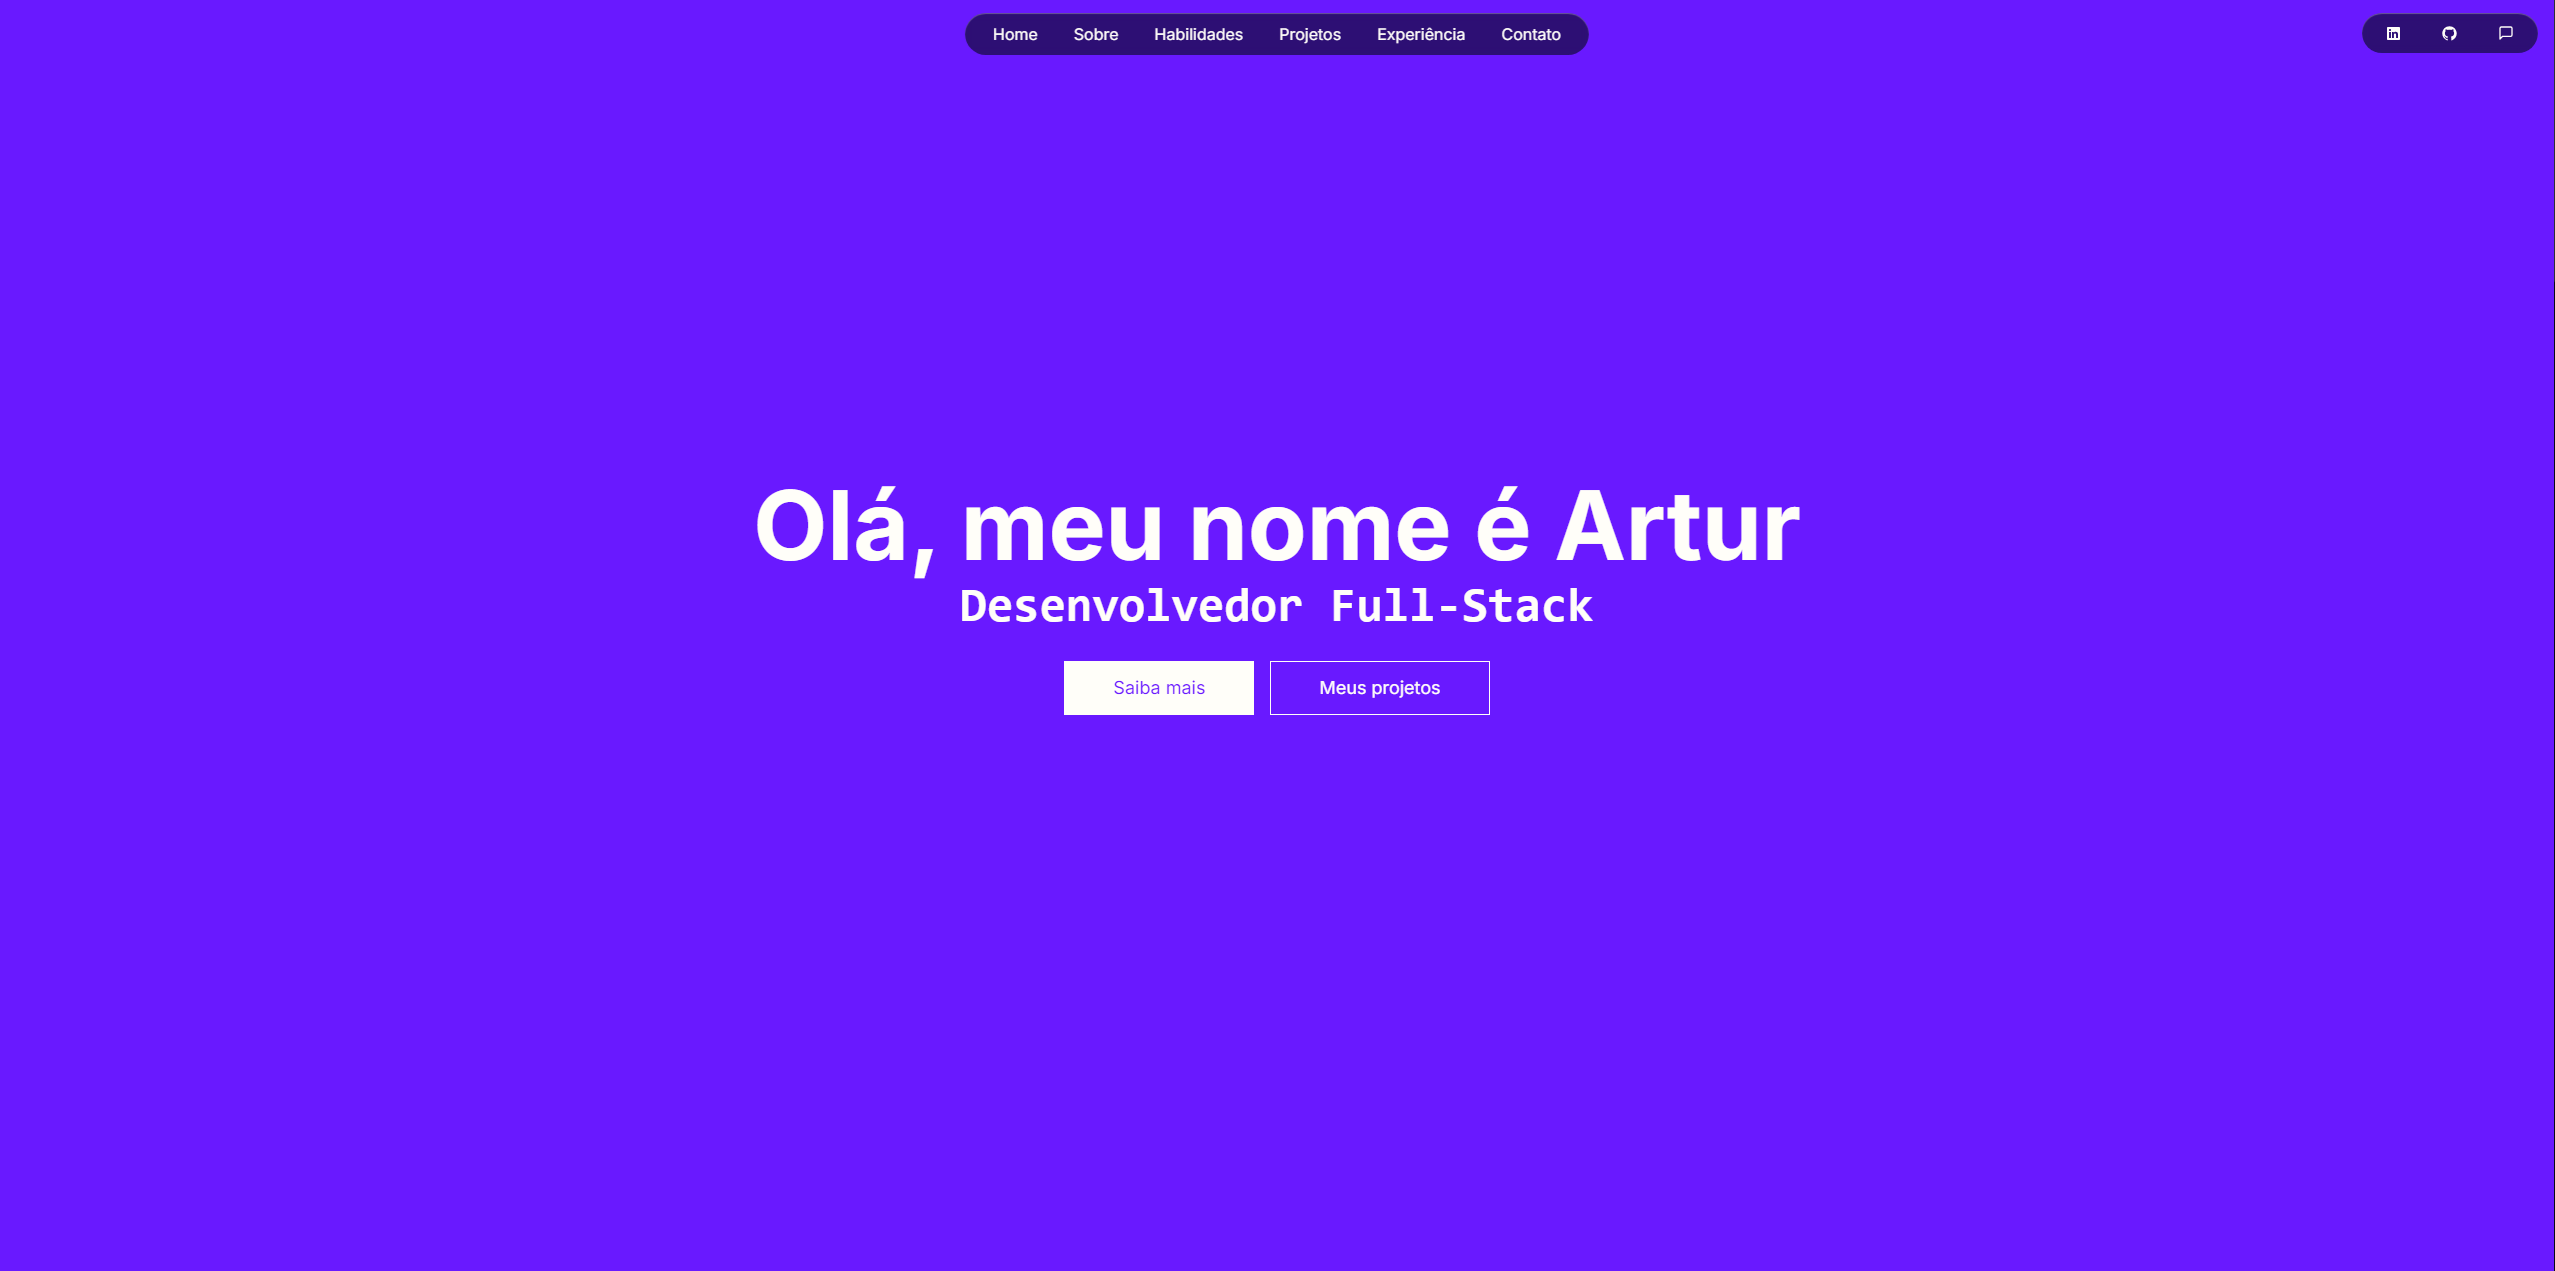 Home Sobre Habilidades Projetos Experiência Contato
Olá, meu nome é Artur
Desenvolvedor Full-Stack
Saiba mais Meus projetos